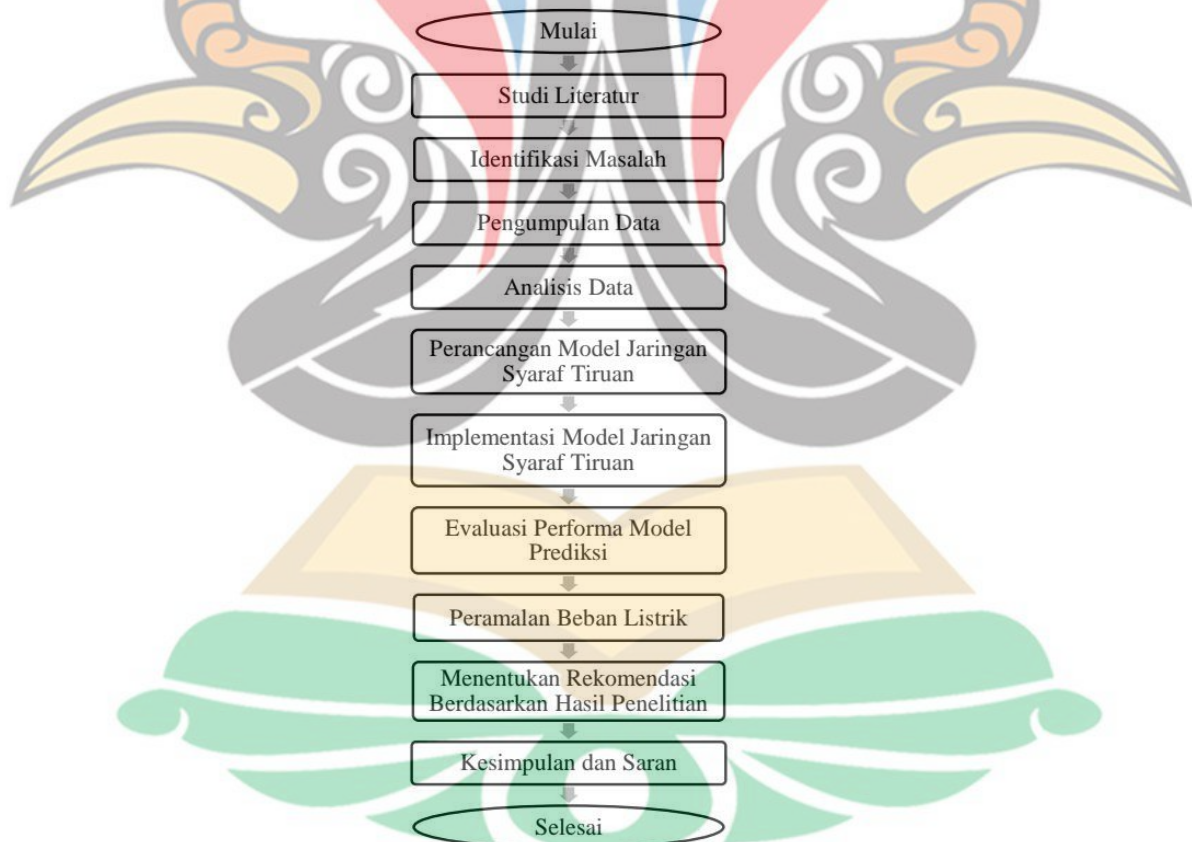 Mulai
Studi Literatur
Identifikasi Masalah
Pengumpulan Data
Analisis Data
Perancangan Model Jaringan
Syaraf Tiruan
Implementasi Model Jaringan
Syaraf Tiruan
Evaluasi Performa Model
Prediksi
Peramalan Beban Listrik
Menentukan Rekomendasi
Berdasarkan Hasil Penelitian
Kesimpulan dan Saran
Selesai